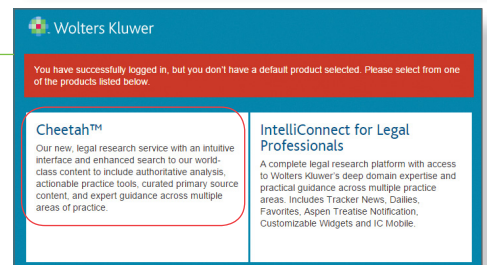 Wolters Kluwer
You have successfully logged in, but you don't have a default product selected. Please select from one
of the products listed below.
Cheetah™
Our new, legal research service with an intuitive
interface and enhanced search to our world-
class content to include authoritative analysis,
actionable practice tools, curated primary source
content, and expert guidance across multiple
areas of practice.
IntelliConnect for Legal
Professionals
A complete legal research platform with access
to Wolters Kluwer's deep domain expertise and
practical guidance across multiple practice
areas. Includes Tracker News, Dailies,
Favorites, Aspen Treatise Notification,
Customizable Widgets and IC Mobile.